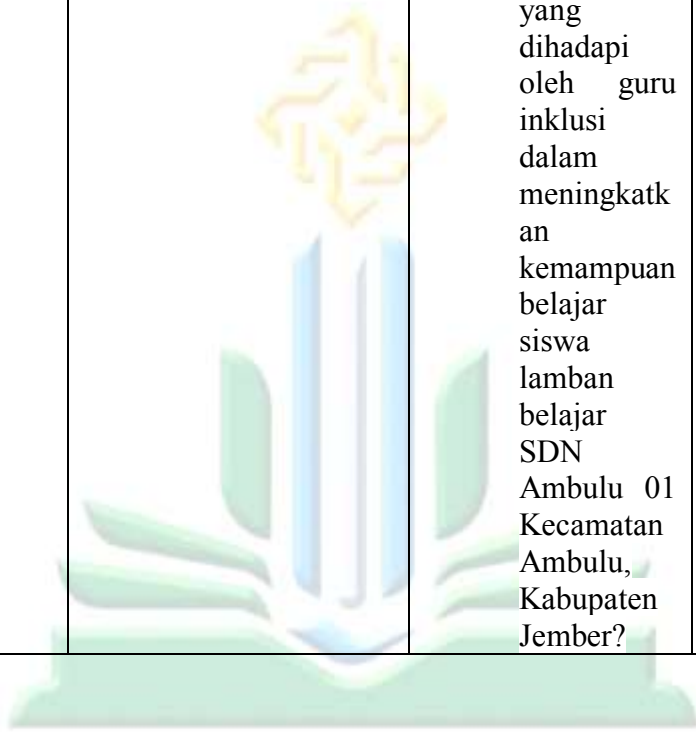 yang
dihadapi
oleh guru
inklusi
dalam
meningkatk
an
kemampuan
belajar
siswa
lamban
belajar
SDN
Ambulu 01
Kecamatan
Ambulu,
Kabupaten
Jember?